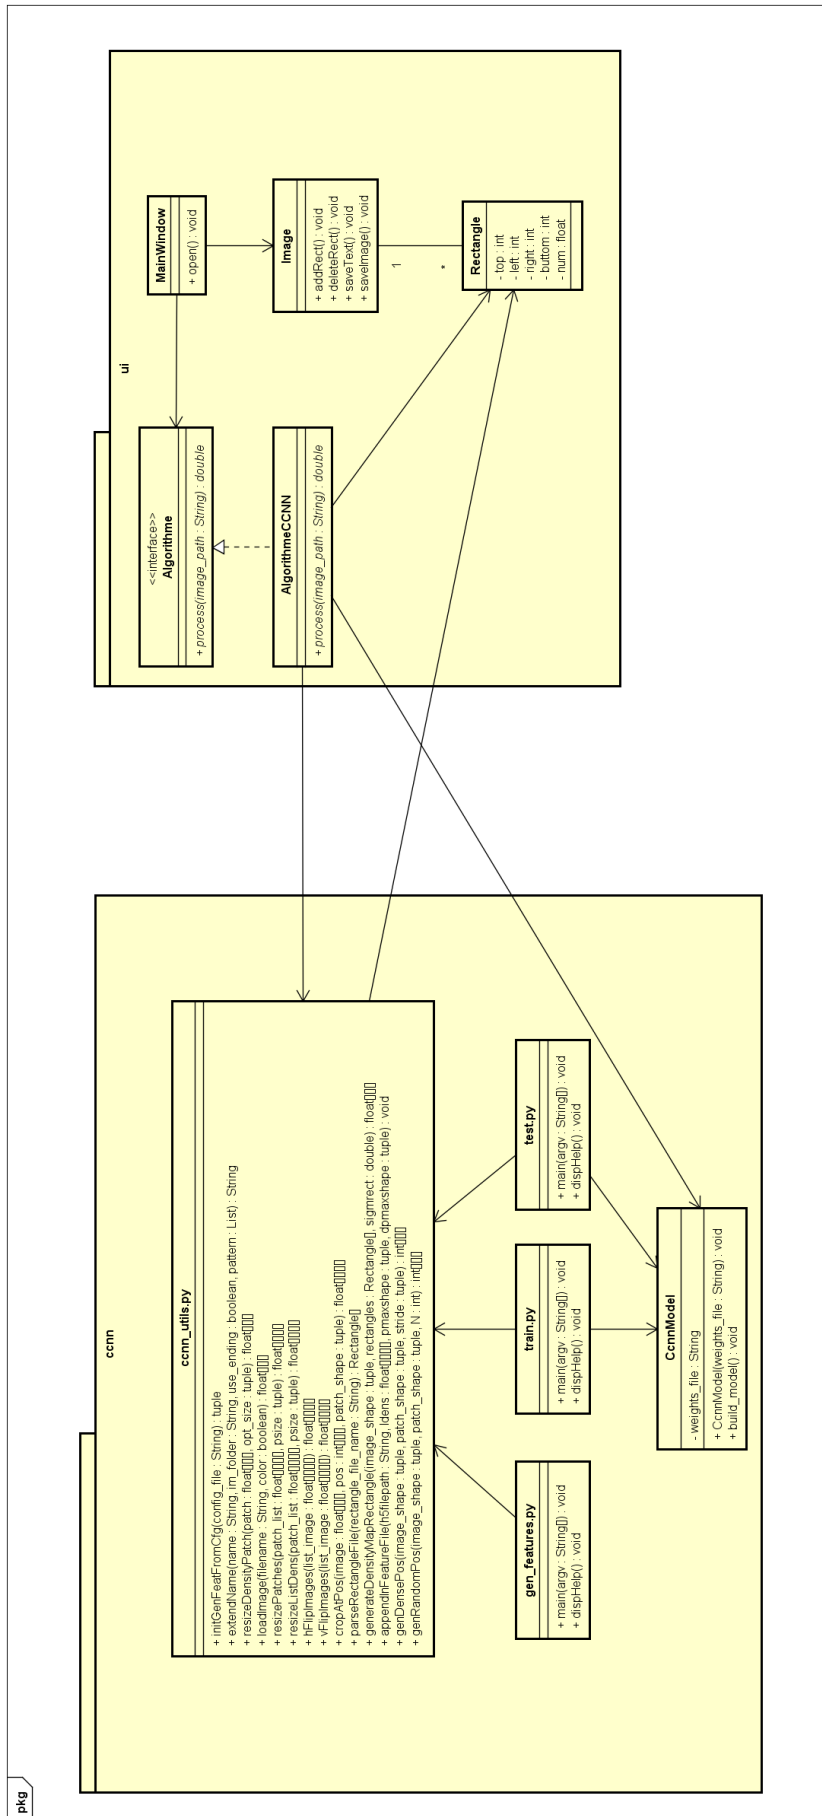 pkg
ccnn
ccnn_utils.py
+ initGenFeatFromCfg(config_file : String) : tuple
+ extendName(name : String, im_folder : String, use_ending : boolean, pattern : List) : String
+ resizeDensityPatch(patch : float[][][], opt_size : tuple) : float[][][]
+ loadImage(filename : String, color : boolean) : float[][][]
+ resizePatches(patch_list : float[][][][], psize : tuple) : float[][][][]
+ resizeListDens(patch_list : float[][][][], psize : tuple) : float[][][][]
+ hFlipImages(list_image : float[][][][]) : float[][][][]
+ vFlipImages(list_image : float[][][][]) : float[][][][]
+ cropAtPos(image : float[][][], pos : int[][][], patch_shape : tuple) : float[][][][]
+ parseRectangleFile(rectangle_file_name : String) : Rectangle[]
+ generateDensityMapRectangle(image_shape : tuple, rectangles : Rectangle[], sigmrect : double) : float[][][]
+ appendInFeatureFile(h5filepath : String, ldens : float[][][][], pmaxshape : tuple, dpmaxshape : tuple) : void
+ genDensePos(image_shape : tuple, patch_shape : tuple, stride : tuple) : int[][][]
+ genRandomPos(image_shape : tuple, patch_shape : tuple, N : int) : int[][][]
gen_features.py
+ main(argv : String[]) : void
+ dispHelp() : void
train.py
+ main(argv : String[]) : void
+ dispHelp() : void
test.py
+ main(argv : String[]) : void
+ dispHelp() : void
CcnnModel
- weights_file : String
+ CcnnModel(weights_file : String) : void
+ build_model() : void
ui
<<interface>>
Algorithme
+ process(image_path : String) : double
AlgorithmeCCNN
+ process(image_path : String) : double
MainWindow
+ open() : void
Image
+ addRect() : void
+ deleteRect() : void
+ saveText() : void
+ saveImage() : void
1
*
Rectangle
- top : int
- left : int
- right : int
- buttom : int
- num : float